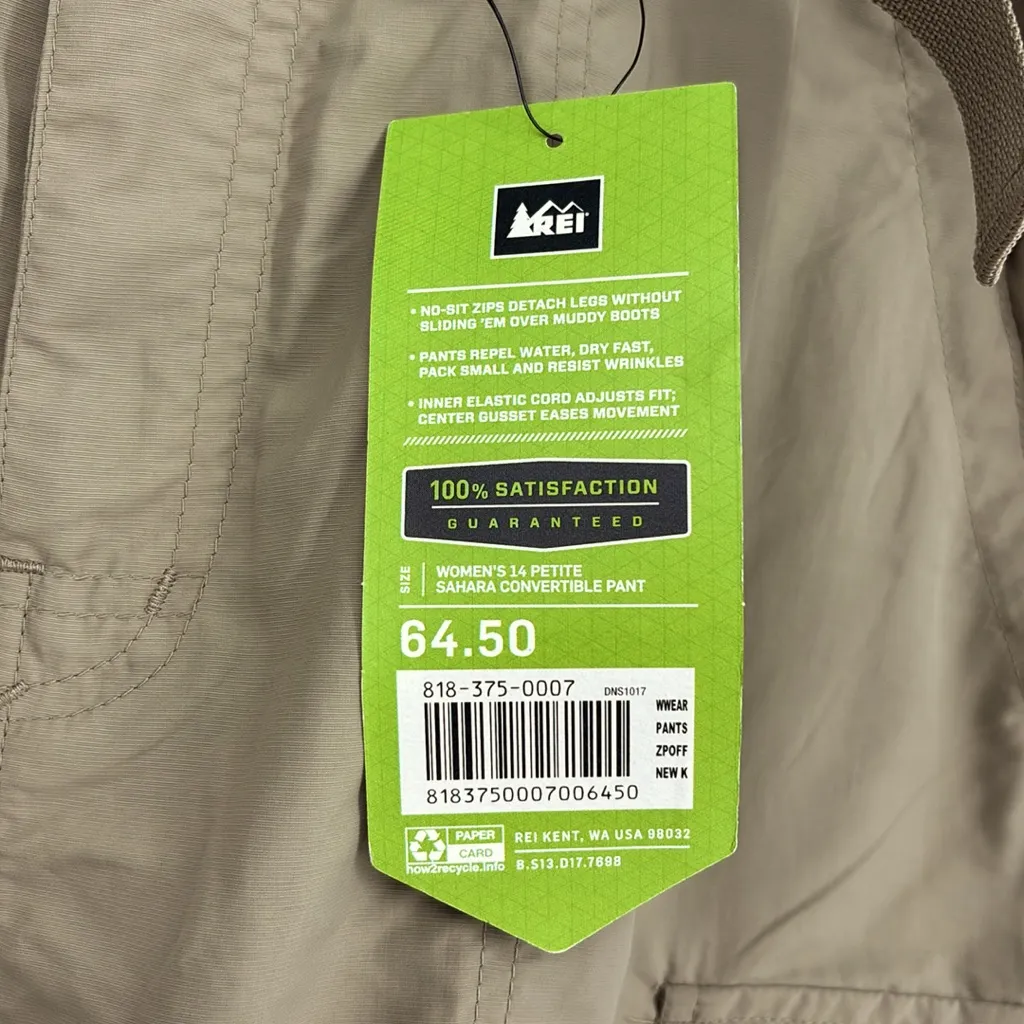 REI
• NO-SIT ZIPS DETACH LEGS WITHOUT
SLIDING 'EM OVER MUDDY BOOTS
• PANTS REPEL WATER, DRY FAST,
PACK SMALL AND RESIST WRINKLES
• INNER ELASTIC CORD ADJUSTS FIT;
CENTER GUSSET EASES MOVEMENT
100% SATISFACTION
GUARANTEED
SIZE
WOMEN'S 14 PETITE
SAHARA CONVERTIBLE PANT
64.50
818-375-0007 DNS1017
WWEAR
PANTS
ZPOFF
NEW K
8183750007006450
PAPER
CARD
how2recycle.info
REI KENT, WA USA 98032
B.S13.D17.7698